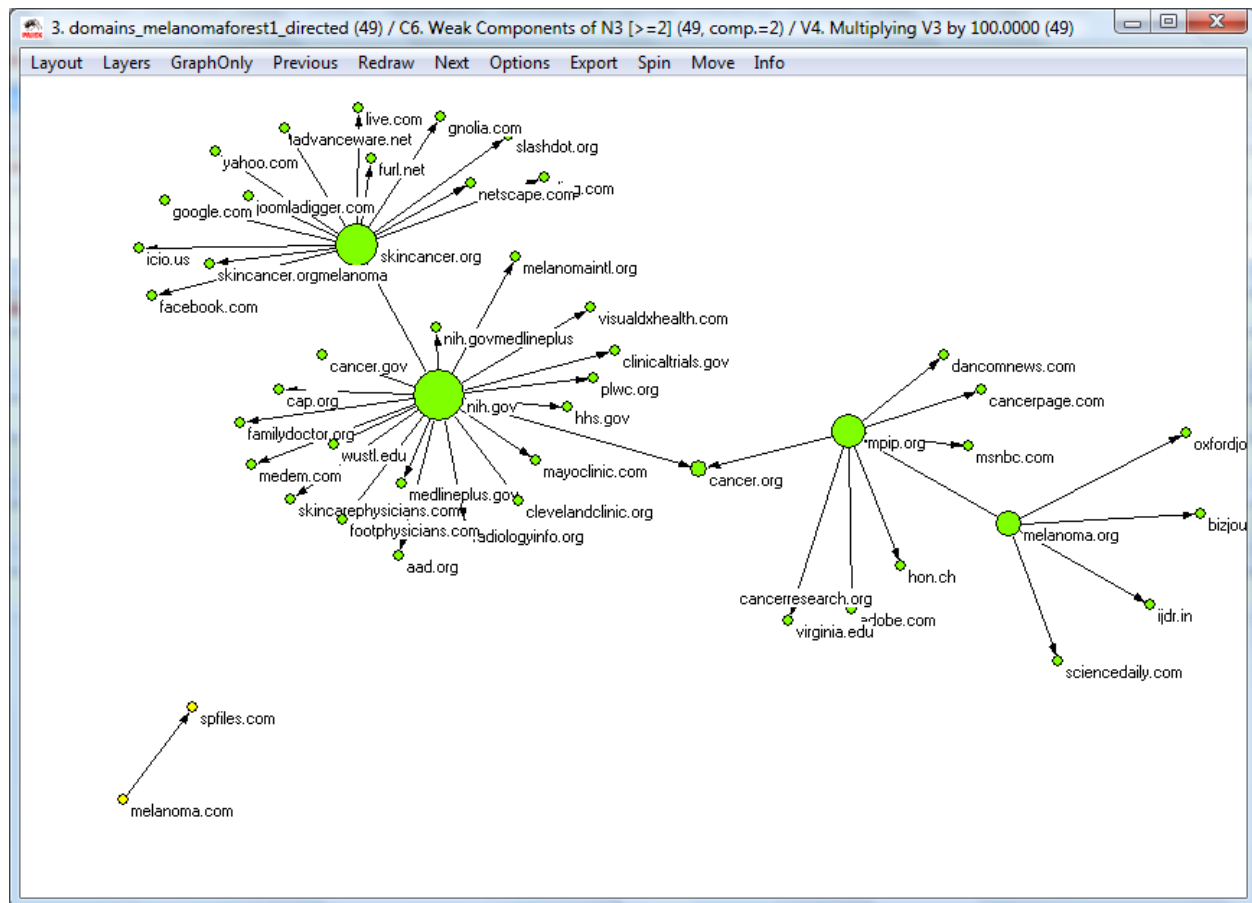 3. domains_melanomaforest1_directed (49) / C6. Weak Components of N3 [>=2] (49, comp.=2) / V4. Multiplying V3 by 100.0000 (49)
Layout Layers GraphOnly Previous Redraw Next Options Export Spin Move Info
live.com
gnolia.com
advanceware.net
slashdot.org
yahoo.com
furl.net
netscape.com
joomladigger.com
google.com
skincancer.org
icio.us
skincancer.orgmelanoma
melanomaintl.org
facebook.com
visualdxhealth.com
nih.govmedlineplus
cancer.gov
clinicaltrials.gov
dancomnews.com
plwc.org
cap.org
nih.gov
hhs.gov
cancerpage.com
familydoctor.org
mpip.org
oxfordjo
wustl.edu
msnbc.com
medem.com
mayoclinic.com
cancer.org
medlineplus.gov
skincarephysicians.com
clevelandclinic.org
bizjou
footphysicians.com
adiologyinfo.org
melanoma.org
aad.org
hon.ch
cancerresearch.org
ijdr.in
dobe.com
virginia.edu
sciencedaily.com
spfiles.com
melanoma.com